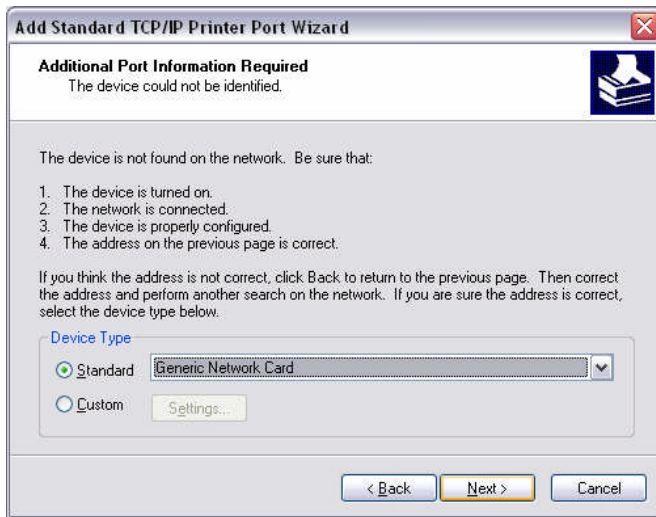 Add Standard TCP/IP Printer Port Wizard
Additional Port Information Required
The device could not be identified.
The device is not found on the network. Be sure that:
1. The device is turned on.
2. The network is connected.
3. The device is properly configured.
4. The address on the previous page is correct.
If you think the address is not correct, click Back to return to the previous page. Then correct
the address and perform another search on the network. If you are sure the address is correct,
select the device type below.
Device Type
Standard Generic Network Card
Custom Settings...
< Back Next > Cancel